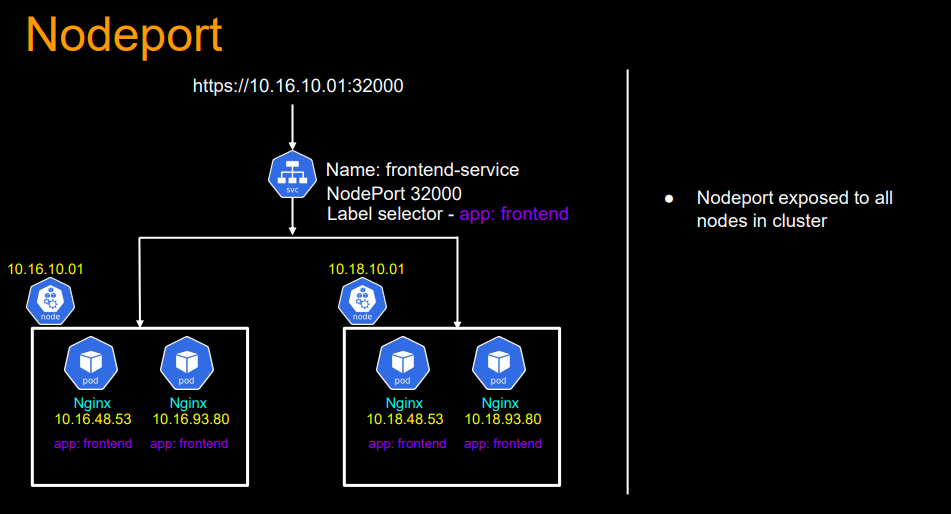 Nodeport
https://10.16.10.01:32000
svc
Name: frontend-service
NodePort 32000
Label selector - app: frontend
10.16.10.01
node
pod
Nginx
10.16.48.53
app: frontend
pod
Nginx
10.16.93.80
app: frontend
10.18.10.01
node
pod
Nginx
10.18.48.53
app: frontend
pod
Nginx
10.18.93.80
app: frontend
● Nodeport exposed to all
nodes in cluster